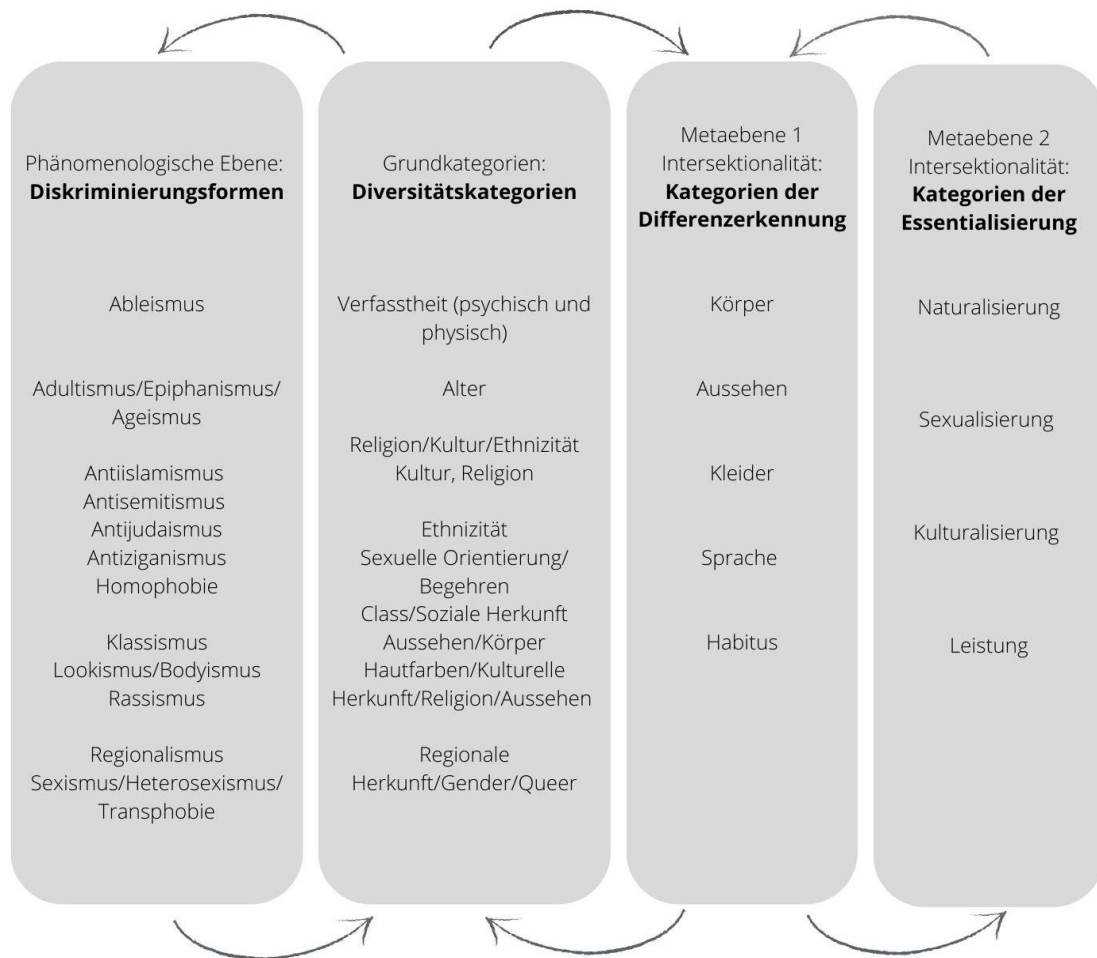 Phänomenologische Ebene:
Diskriminierungsformen
Ableismus
Adultismus/Epiphanismus/
Ageismus
Antiislamismus
Antisemitismus
Antijudaismus
Antiziganismus
Homophobie
Klassismus
Lookismus/Bodyismus
Rassismus
Regionalismus
Sexismus/Heterosexismus/
Transphobie
Grundkategorien:
Diversitätskategorien
Verfasstheit (psychisch und
physisch)
Alter
Religion/Kultur/Ethnizität
Kultur, Religion
Ethnizität
Sexuelle Orientierung/
Begehren
Class/Soziale Herkunft
Aussehen/Körper
Hautfarben/Kulturelle
Herkunft/Religion/Aussehen
Regionale
Herkunft/Gender/Queer
Metaebene 1
Intersektionalität:
Kategorien der
Differenzerkennung
Körper
Aussehen
Kleider
Sprache
Habitus
Metaebene 2
Intersektionalität:
Kategorien der
Essentialisierung
Naturalisierung
Sexualisierung
Kulturalisierung
Leistung